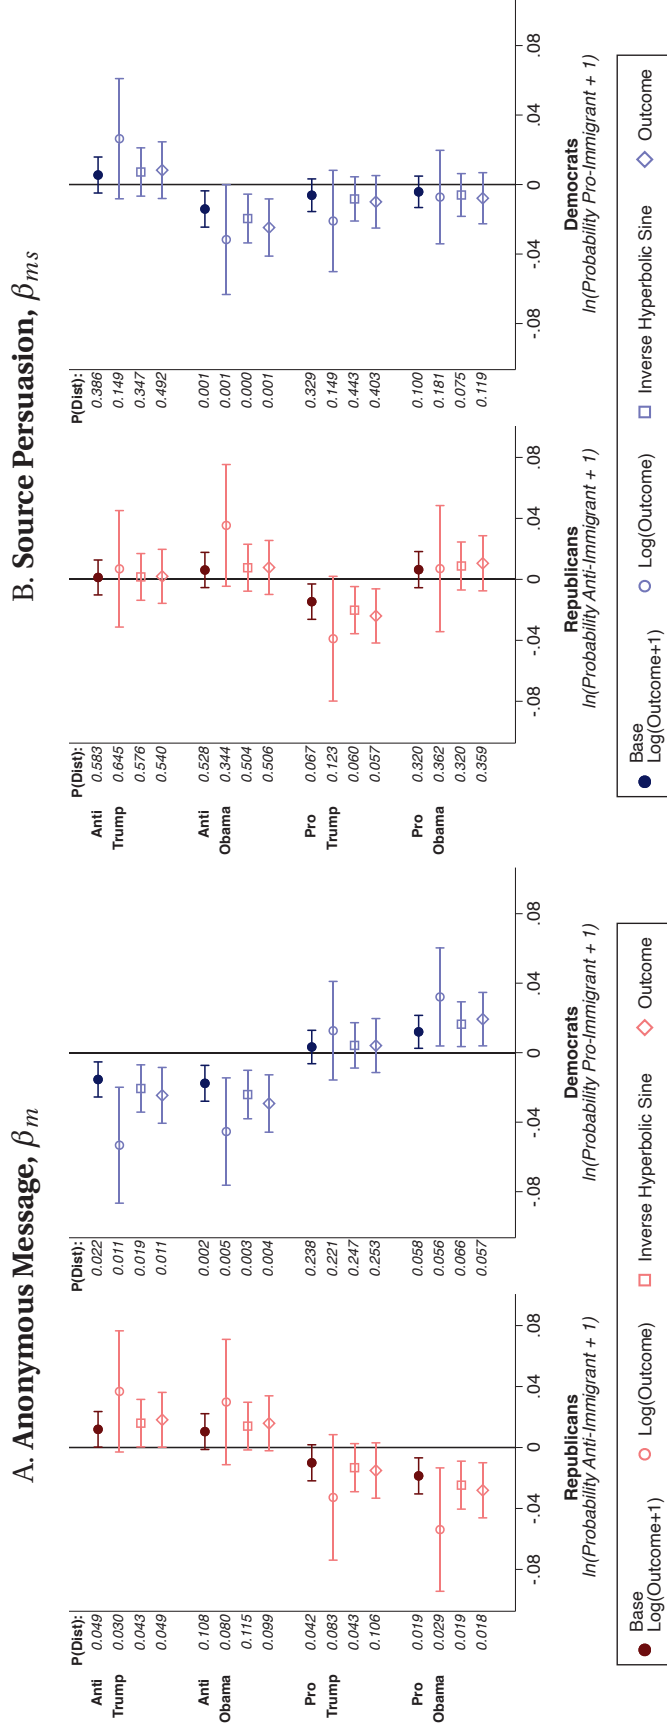 A. Anonymous Message, βm
P(Dist):
Anti
Trump
0.049
0.030
0.043
0.049
Anti
Obama
0.108
0.080
0.115
0.099
Pro
Trump
0.042
0.083
0.043
0.106
Pro
Obama
0.019
0.029
0.019
0.018
-.08 -.04 0 .04 .08
Republicans
ln(Probability Anti-Immigrant + 1)
P(Dist):
0.022
0.011
0.019
0.011
0.002
0.005
0.003
0.004
0.238
0.221
0.247
0.253
0.058
0.056
0.066
0.057
-.08 -.04 0 .04 .08
Democrats
ln(Probability Pro-Immigrant + 1)
Base
Log(Outcome+1)
Log(Outcome)
Inverse Hyperbolic Sine
Outcome
B. Source Persuasion, βms
P(Dist):
Anti
Trump
0.583
0.645
0.576
0.540
Anti
Obama
0.528
0.344
0.504
0.506
Pro
Trump
0.067
0.123
0.060
0.057
Pro
Obama
0.320
0.362
0.320
0.359
-.08 -.04 0 .04 .08
Republicans
ln(Probability Anti-Immigrant + 1)
P(Dist):
0.386
0.149
0.347
0.492
0.001
0.001
0.000
0.001
0.329
0.149
0.443
0.403
0.100
0.181
0.075
0.119
-.08 -.04 0 .04 .08
Democrats
ln(Probability Pro-Immigrant + 1)
Base
Log(Outcome+1)
Log(Outcome)
Inverse Hyperbolic Sine
Outcome